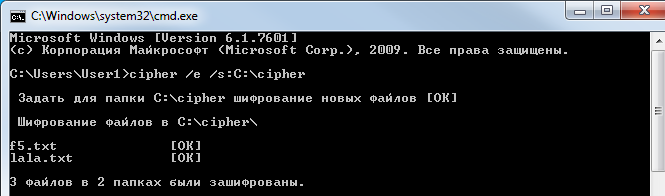 C:\Windows\system32\cmd.exe
Microsoft Windows [Version 6.1.7601]
(c) Корпорация Майкрософт (Microsoft Corp.), 2009. Все права защищены.
C:\Users\User1>cipher /e /s:C:\cipher
Задать для папки C:\cipher шифрование новых файлов [OK]
Шифрование файлов в C:\cipher\
f5.txt [OK]
lala.txt [OK]
3 файлов в 2 папках были зашифрованы.